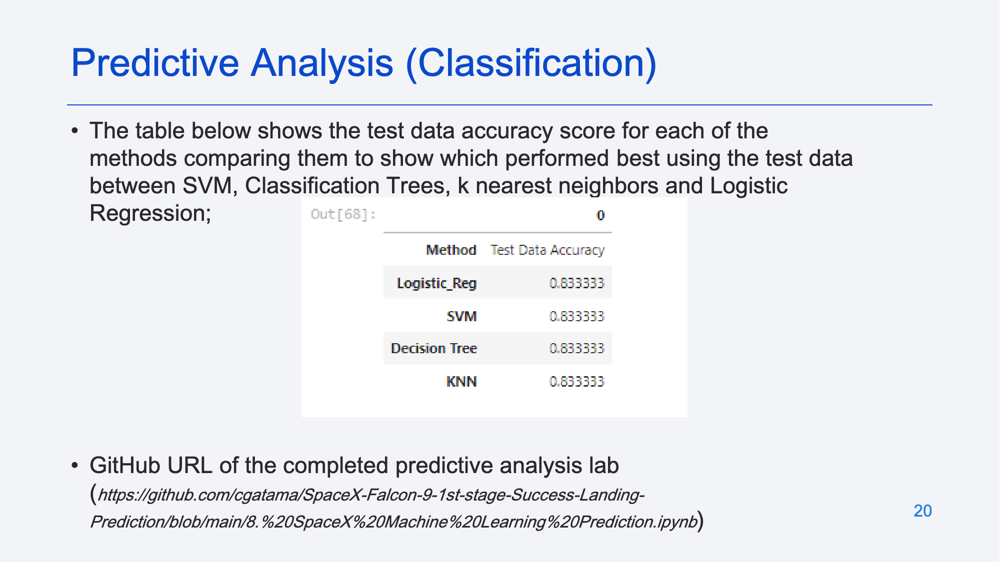 Predictive Analysis (Classification)
• The table below shows the test data accuracy score for each of the
methods comparing them to show which performed best using the test data
between SVM, Classification Trees, k nearest neighbors and Logistic
Regression;
Out[68]: 0
Method Test Data Accuracy
Logistic_Reg 0.833333
SVM 0.833333
Decision Tree 0.833333
KNN 0.833333
• GitHub URL of the completed predictive analysis lab
(https://github.com/cgatama/SpaceX-Falcon-9-1st-stage-Success-Landing-
Prediction/blob/main/8.%20SpaceX%20Machine%20Learning%20Prediction.ipynb)
20